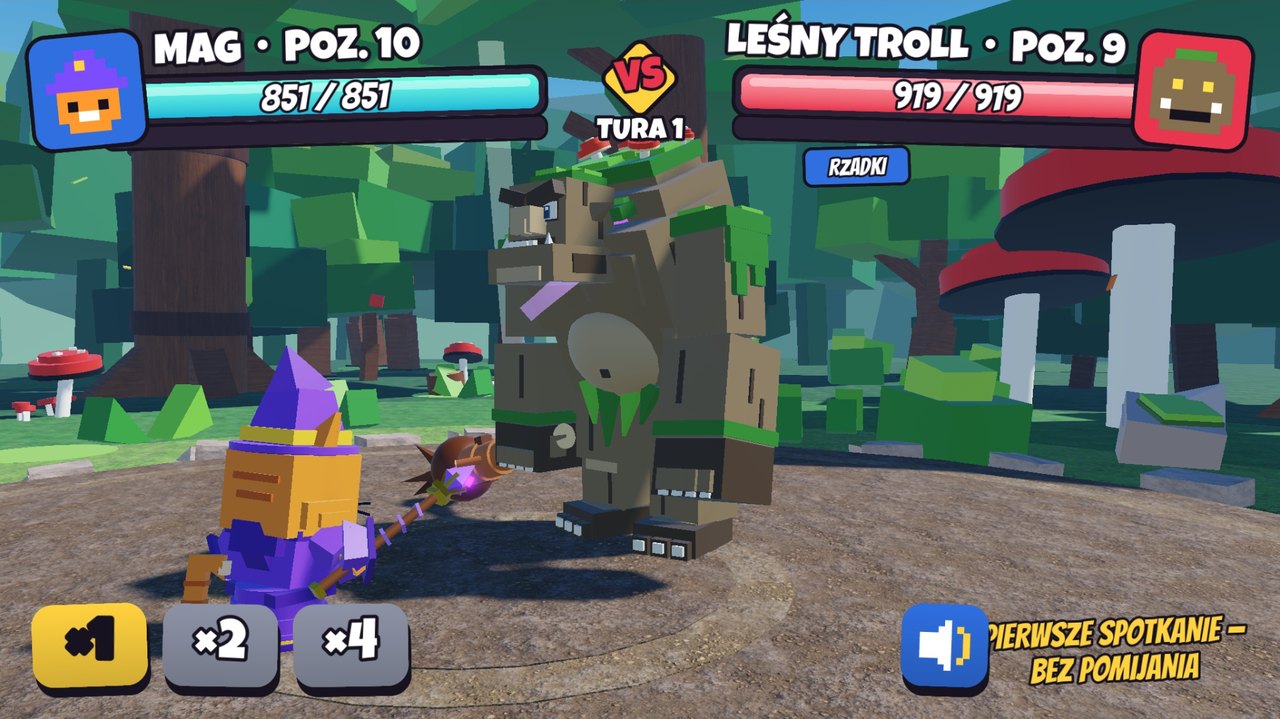 MAG • POZ. 10
851 / 851
VS
TURA 1
LEŚNY TROLL • POZ. 9
919 / 919
RZADKI
×1
×2
×4
PIERWSZE SPOTKANIE –
BEZ POMIJANIA